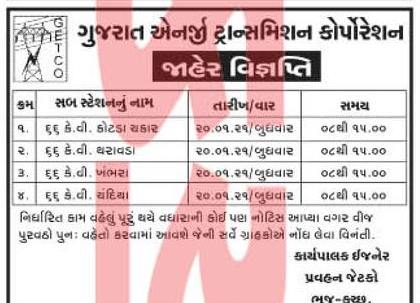 GETCO
ગુજરાત એનર્જી ટ્રાન્સમિશન કોર્પોરેશન
જાહેર વિજ્ઞપ્તિ
ક્રમ સબ સ્ટેશનનું નામ તારીખ/વાર સમય
૧. ૬૬ કે.વી. કોટડા ચકાર ૨૦.૦૧.૨૧/બુધવાર ૦૮થી ૧૫.૦૦
૨. ૬૬ કે.વી. થરાવડા ૨૦.૦૧.૨૧/બુધવાર ૦૮થી ૧૫.૦૦
૩. ૬૬ કે.વી. ખંભરા ૨૦.૦૧.૨૧/બુધવાર ૦૮થી ૧૫.૦૦
૪. ૬૬ કે.વી. ચંદિયા ૨૦.૦૧.૨૧/બુધવાર ૦૮થી ૧૫.૦૦
નિર્ધારિત કામ વહેલું પૂરું થયે વધારાની કોઈ પણ નોટિસ આપ્યા વગર વીજ
પુરવઠો પુનઃ વહેતો કરવામાં આવશે જેની સર્વે ગ્રાહકોએ નોંધ લેવા વિનંતી.
કાર્યપાલક ઈજનેર
પ્રવહન જેટકો
ભુજ-કચ્છ.